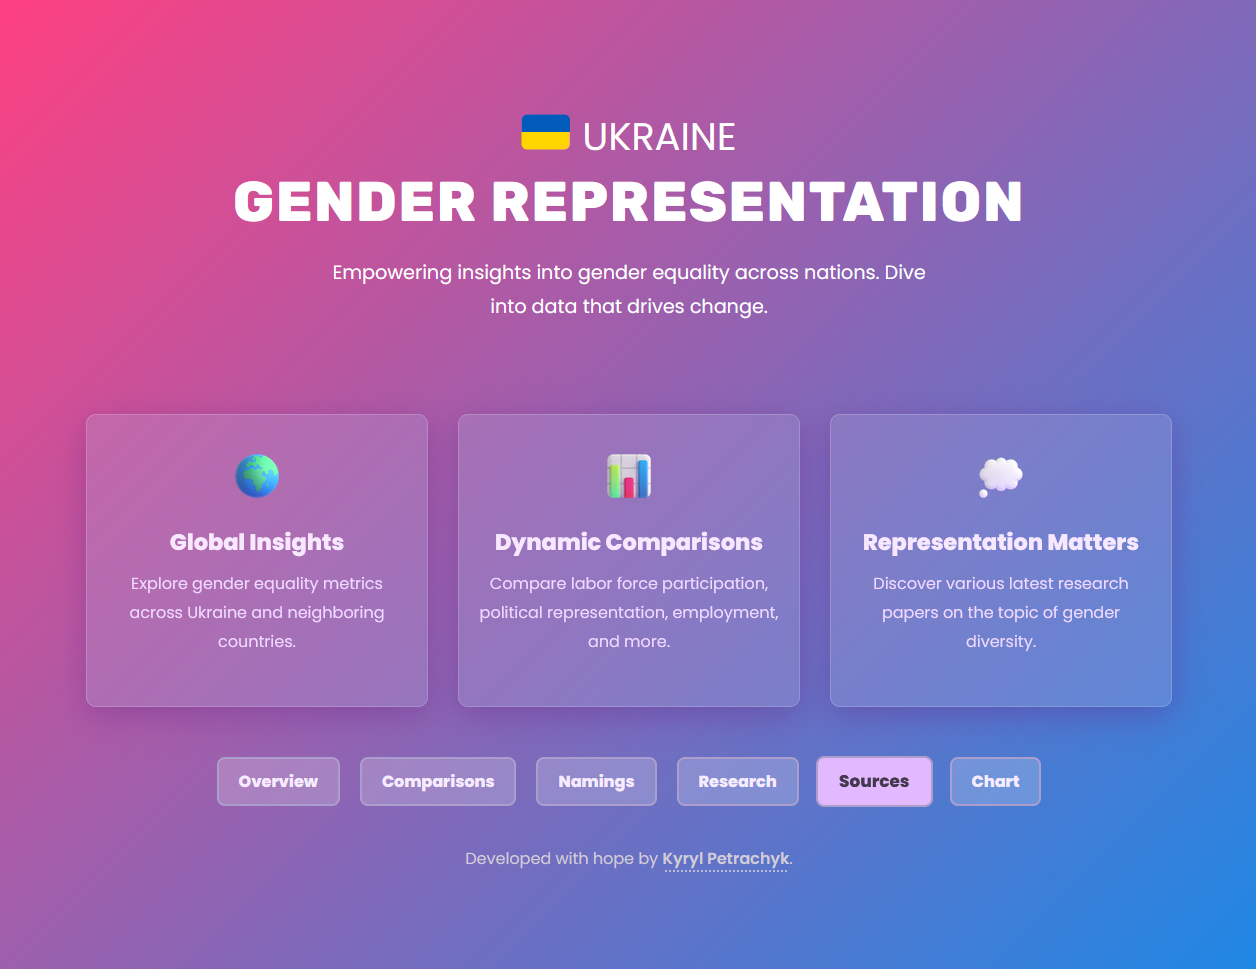 UKRAINE
GENDER REPRESENTATION
Empowering insights into gender equality across nations. Dive
into data that drives change.
Global Insights
Explore gender equality metrics
across Ukraine and neighboring
countries.
Dynamic Comparisons
Compare labor force participation,
political representation, employment,
and more.
Representation Matters
Discover various latest research
papers on the topic of gender
diversity.
Overview
Comparisons
Namings
Research
Sources
Chart
Developed with hope by Kyryl Petrachyk.